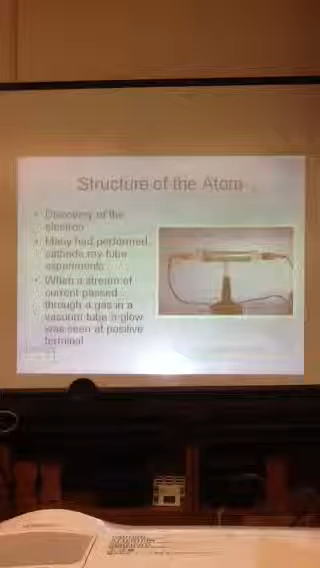 Structure of the Atom
• Discovery of the
electron
• Many had performed
cathode ray tube
experiments
• When a stream of
current passed
through a gas in a
vacuum tube a glow
was seen at positive
terminal